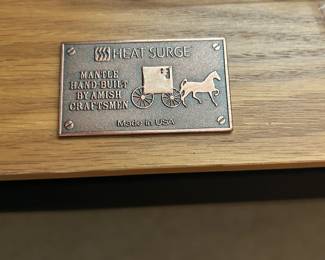 HEAT SURGE
MANTLE
HAND-BUILT
BY AMISH
CRAFTSMEN
Made in USA